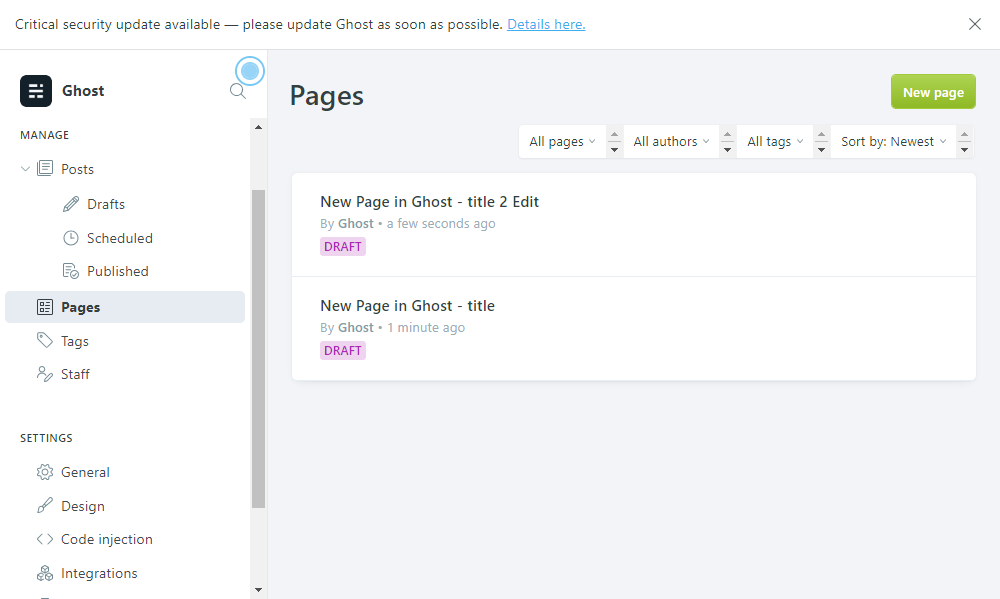 Critical security update available — please update Ghost as soon as possible. Details here.
Ghost
MANAGE
Posts
Drafts
Scheduled
Published
Pages
Tags
Staff
SETTINGS
General
Design
Code injection
Integrations
Pages
New page
All pages
All authors
All tags
Sort by: Newest
New Page in Ghost - title 2 Edit
By Ghost • a few seconds ago
DRAFT
New Page in Ghost - title
By Ghost • 1 minute ago
DRAFT